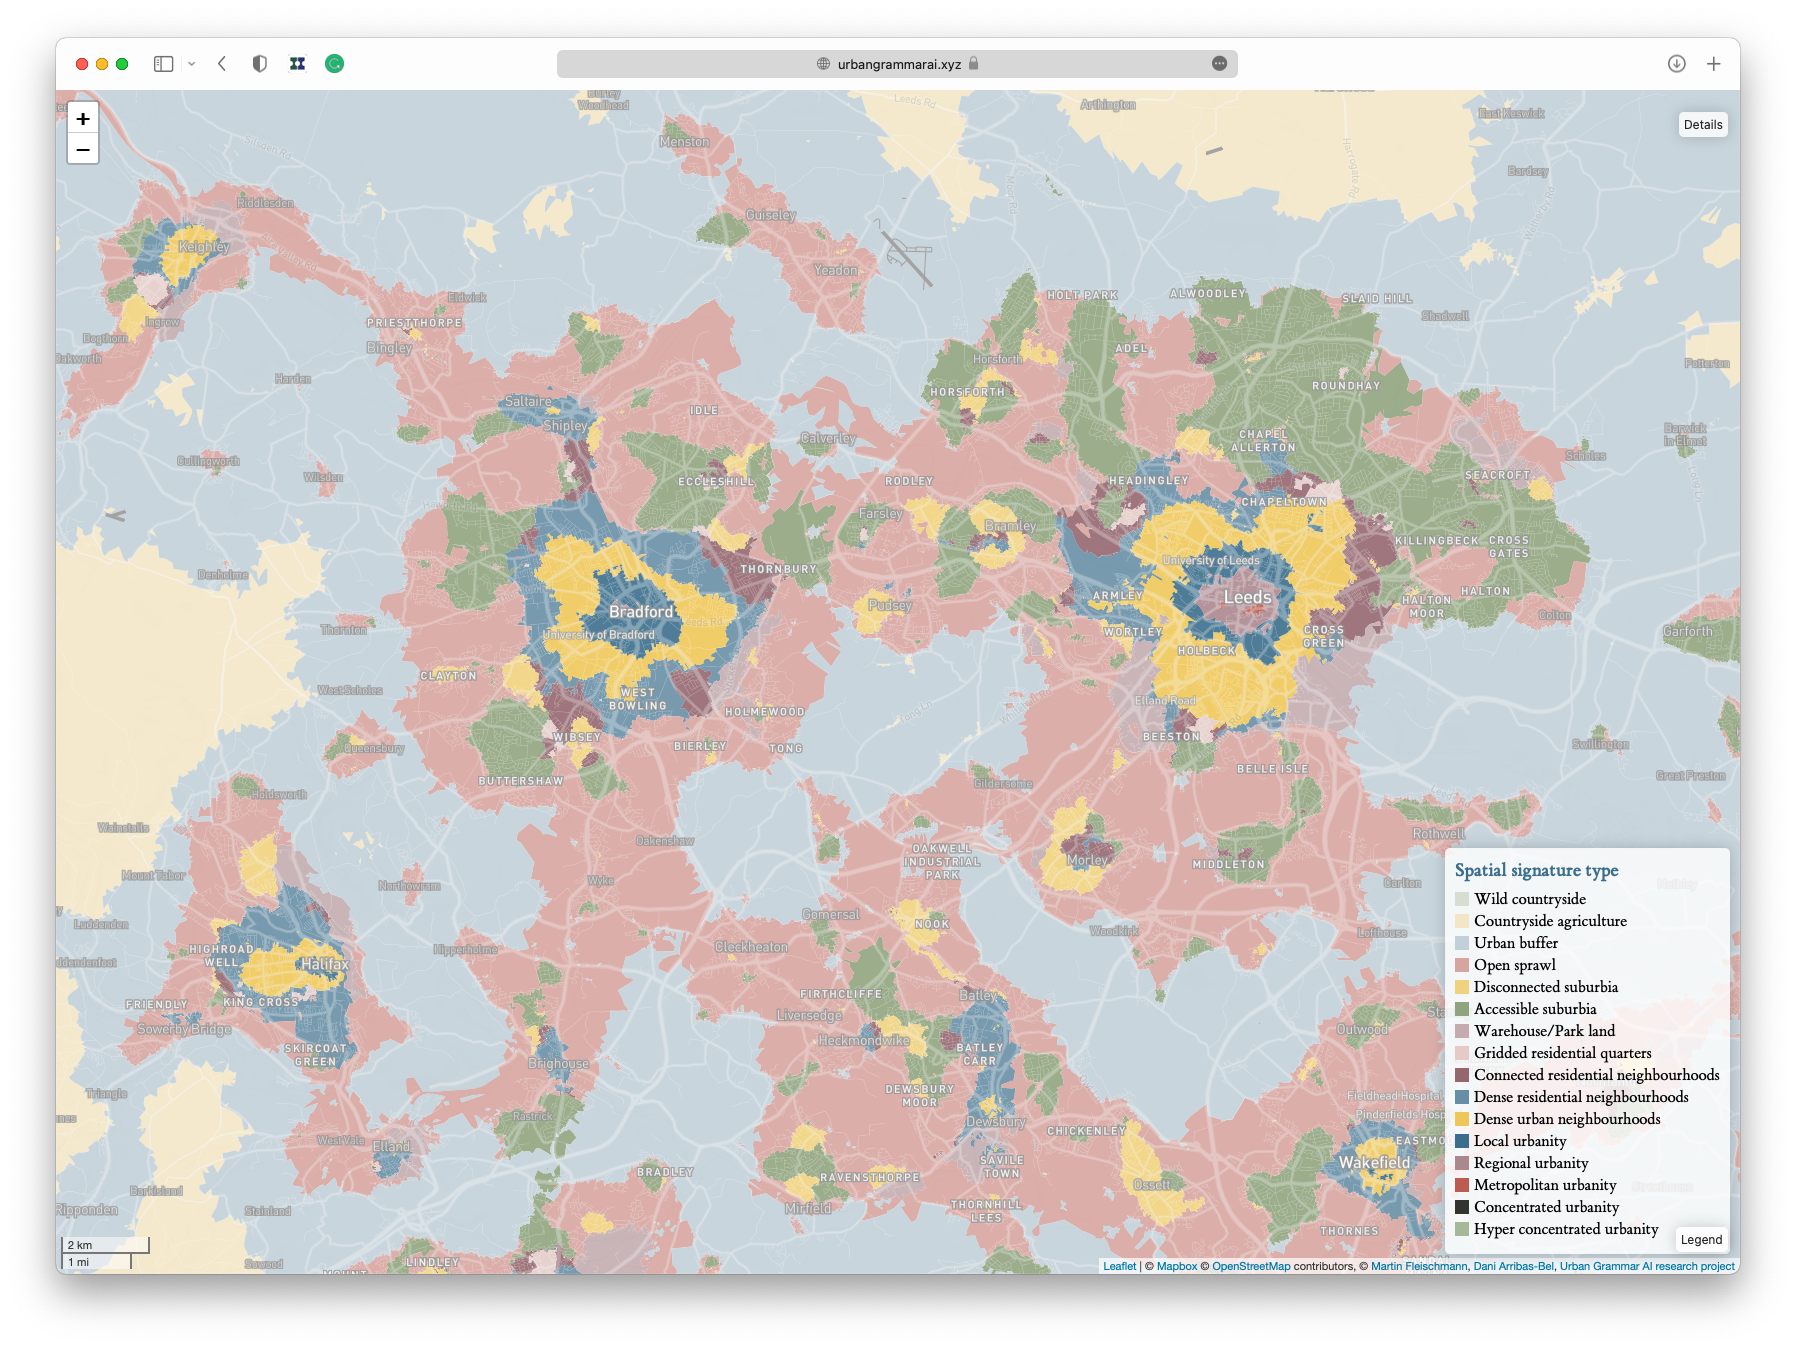 urbangrammarai.xyz
+
−
Details
Burley
Woodhead
Leeds Rd
Arthington
East Keswick
Menston
Harrogate Rd
Bardsey
Riddlesden
Guiseley
Keighley
Yeadon
Eldwick
HOLT PARK
ALWOODLEY
SLAID HILL
Shadwell
Ingrow
PRIESTTHORPE
Bogthorn
Bingley
Oakworth
ADEL
Horsforth
Potterton
Harden
HORSFORTH
ROUNDHAY
Saltaire
IDLE
Shipley
Calverley
CHAPEL
ALLERTON
Barwick
in Elmet
Scholes
Cullingworth
Wilsden
ECCLESHILL
RODLEY
HEADINGLEY
SEACROFT
CHAPELTOWN
Farsley
Bramley
KILLINGBECK
CROSS
GATES
University of Leeds
THORNBURY
Denholme
HALTON
ARMLEY
Leeds
HALTON
MOOR
Pudsey
Bradford
University of Bradford
Colton
Thornton
WORTLEY
CROSS
GREEN
Garforth
HOLBECK
CLAYTON
West Scholes
WEST
BOWLING
Elland Road
HOLMEWOOD
WIBSEY
BEESTON
BIERLEY
TONG
Queensbury
Swillington
BUTTERSHAW
BELLE ISLE
Great Preston
Gildersome
Holdsworth
Wainstalls
Oakenshaw
Rothwell
OAKWELL
INDUSTRIAL
PARK
Morley
MIDDLETON
Mount Tabor
Northowram
Wyke
Carlton
Methley
Gomersal
NOOK
Luddenden
Woodkirk
Lofthouse
HIGHROAD
WELL
Hipperholme
Cleckheaton
Halifax
FIRTHCLIFFE
Batley
FRIENDLY
KING CROSS
Liversedge
Sowerby Bridge
Heckmondwike
Outwood
BATLEY
CARR
SKIRCOAT
GREEN
Brighouse
DEWSBURY
MOOR
Triangle
Fieldhead Hospital
Rastrick
Dewsbury
CHICKENLEY
West Vale
Elland
SAVILE
TOWN
Wakefield
BRADLEY
RAVENSTHORPE
Ossett
Barkisland
Ripponden
Stainland
Mirfield
THORNHILL
LEES
THORNES
LINDLEY
Sowood
2 km
1 mi
Spatial signature type
Wild countryside
Countryside agriculture
Urban buffer
Open sprawl
Disconnected suburbia
Accessible suburbia
Warehouse/Park land
Gridded residential quarters
Connected residential neighbourhoods
Dense residential neighbourhoods
Dense urban neighbourhoods
Local urbanity
Regional urbanity
Metropolitan urbanity
Concentrated urbanity
Hyper concentrated urbanity
Legend
Leaflet | © Mapbox © OpenStreetMap contributors, © Martin Fleischmann, Dani Arribas-Bel, Urban Grammar AI research project